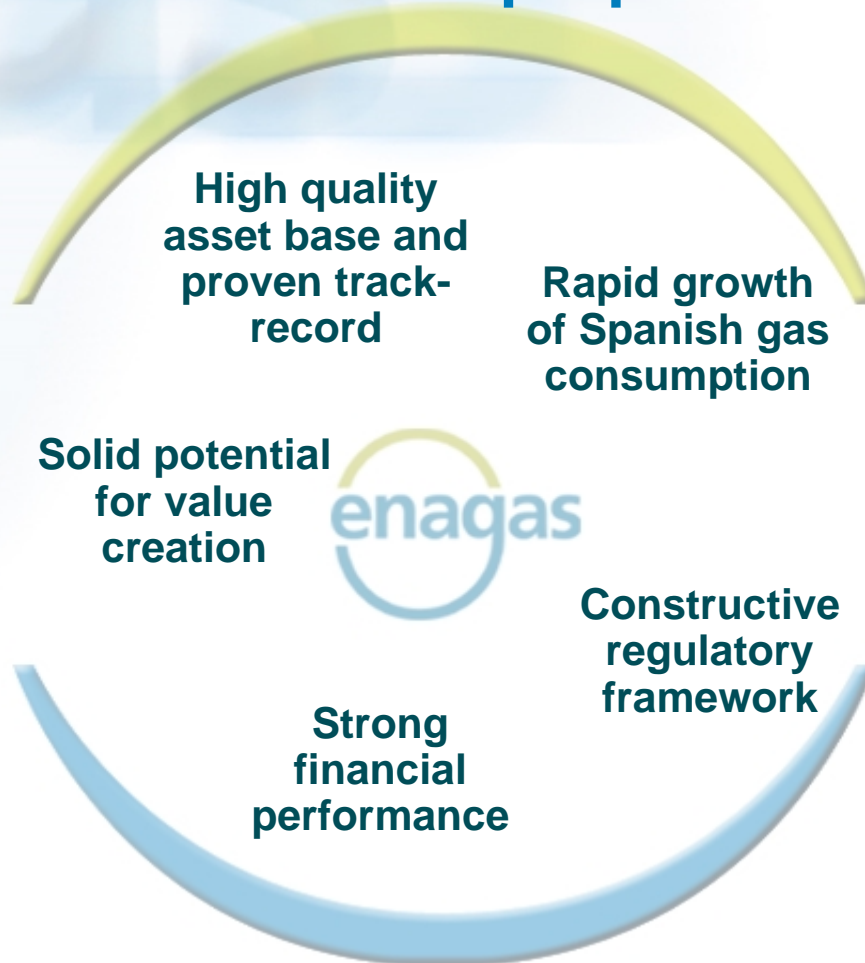 High quality
asset base and
proven track-
record
Rapid growth
of Spanish gas
consumption
Solid potential
for value
creation
enagas
Constructive
regulatory
framework
Strong
financial
performance